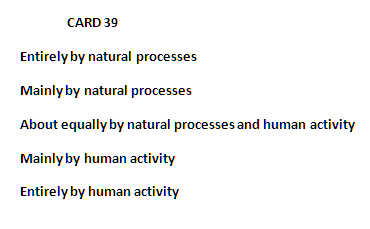 CARD 39
Entirely by natural processes
Mainly by natural processes
About equally by natural processes and human activity
Mainly by human activity
Entirely by human activity